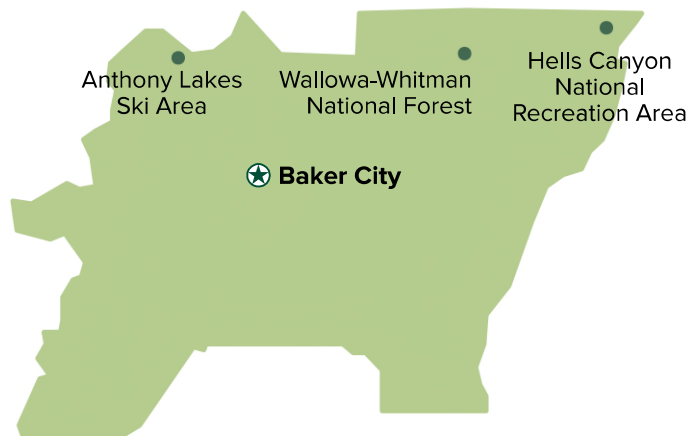 Anthony Lakes
Ski Area
Wallowa-Whitman
National Forest
Hells Canyon
National
Recreation Area
Baker City